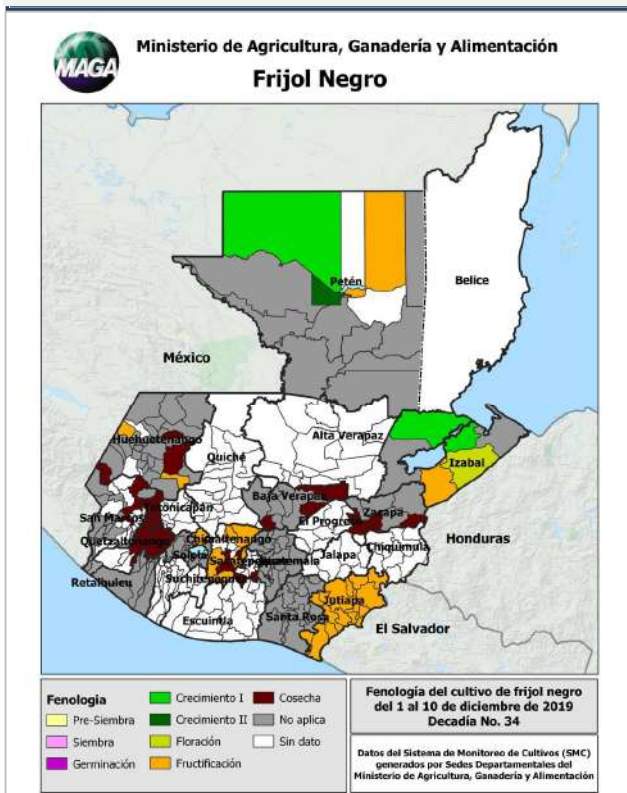 MAGA
Ministerio de Agricultura, Ganadería y Alimentación
Frijol Negro
Petén
Belice
México
Huehuetenango
Quiché
Alta Verapaz
Izabal
Baja Verapaz
Zacapa
San Marcos
Totonicapán
El Progreso
Quetzaltenango
Sololá
Chimaltenango
Guatemala
Jalapa
Chiquimula
Honduras
Retalhuleu
Suchitepéquez
Jutiapa
Escuintla
Santa Rosa
El Salvador
Fenología
Pre-Siembra
Siembra
Germinación
Crecimiento I
Crecimiento II
Floración
Fructificación
Cosecha
No aplica
Sin dato
Fenología del cultivo de frijol negro
del 1 al 10 de diciembre de 2019
Decadía No. 34
Datos del Sistema de Monitoreo de Cultivos (SMC)
generados por Sedes Departamentales del
Ministerio de Agricultura, Ganadería y Alimentación